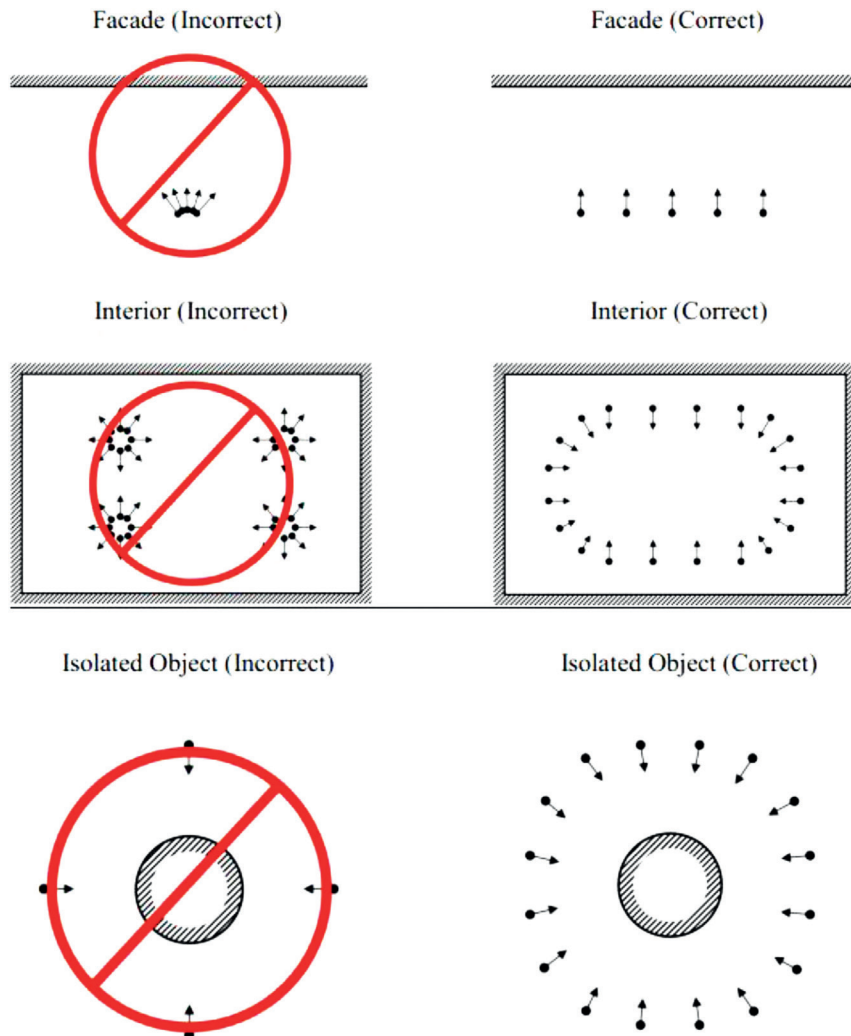 Facade (Incorrect)
Facade (Correct)
Interior (Incorrect)
Interior (Correct)
Isolated Object (Incorrect)
Isolated Object (Correct)